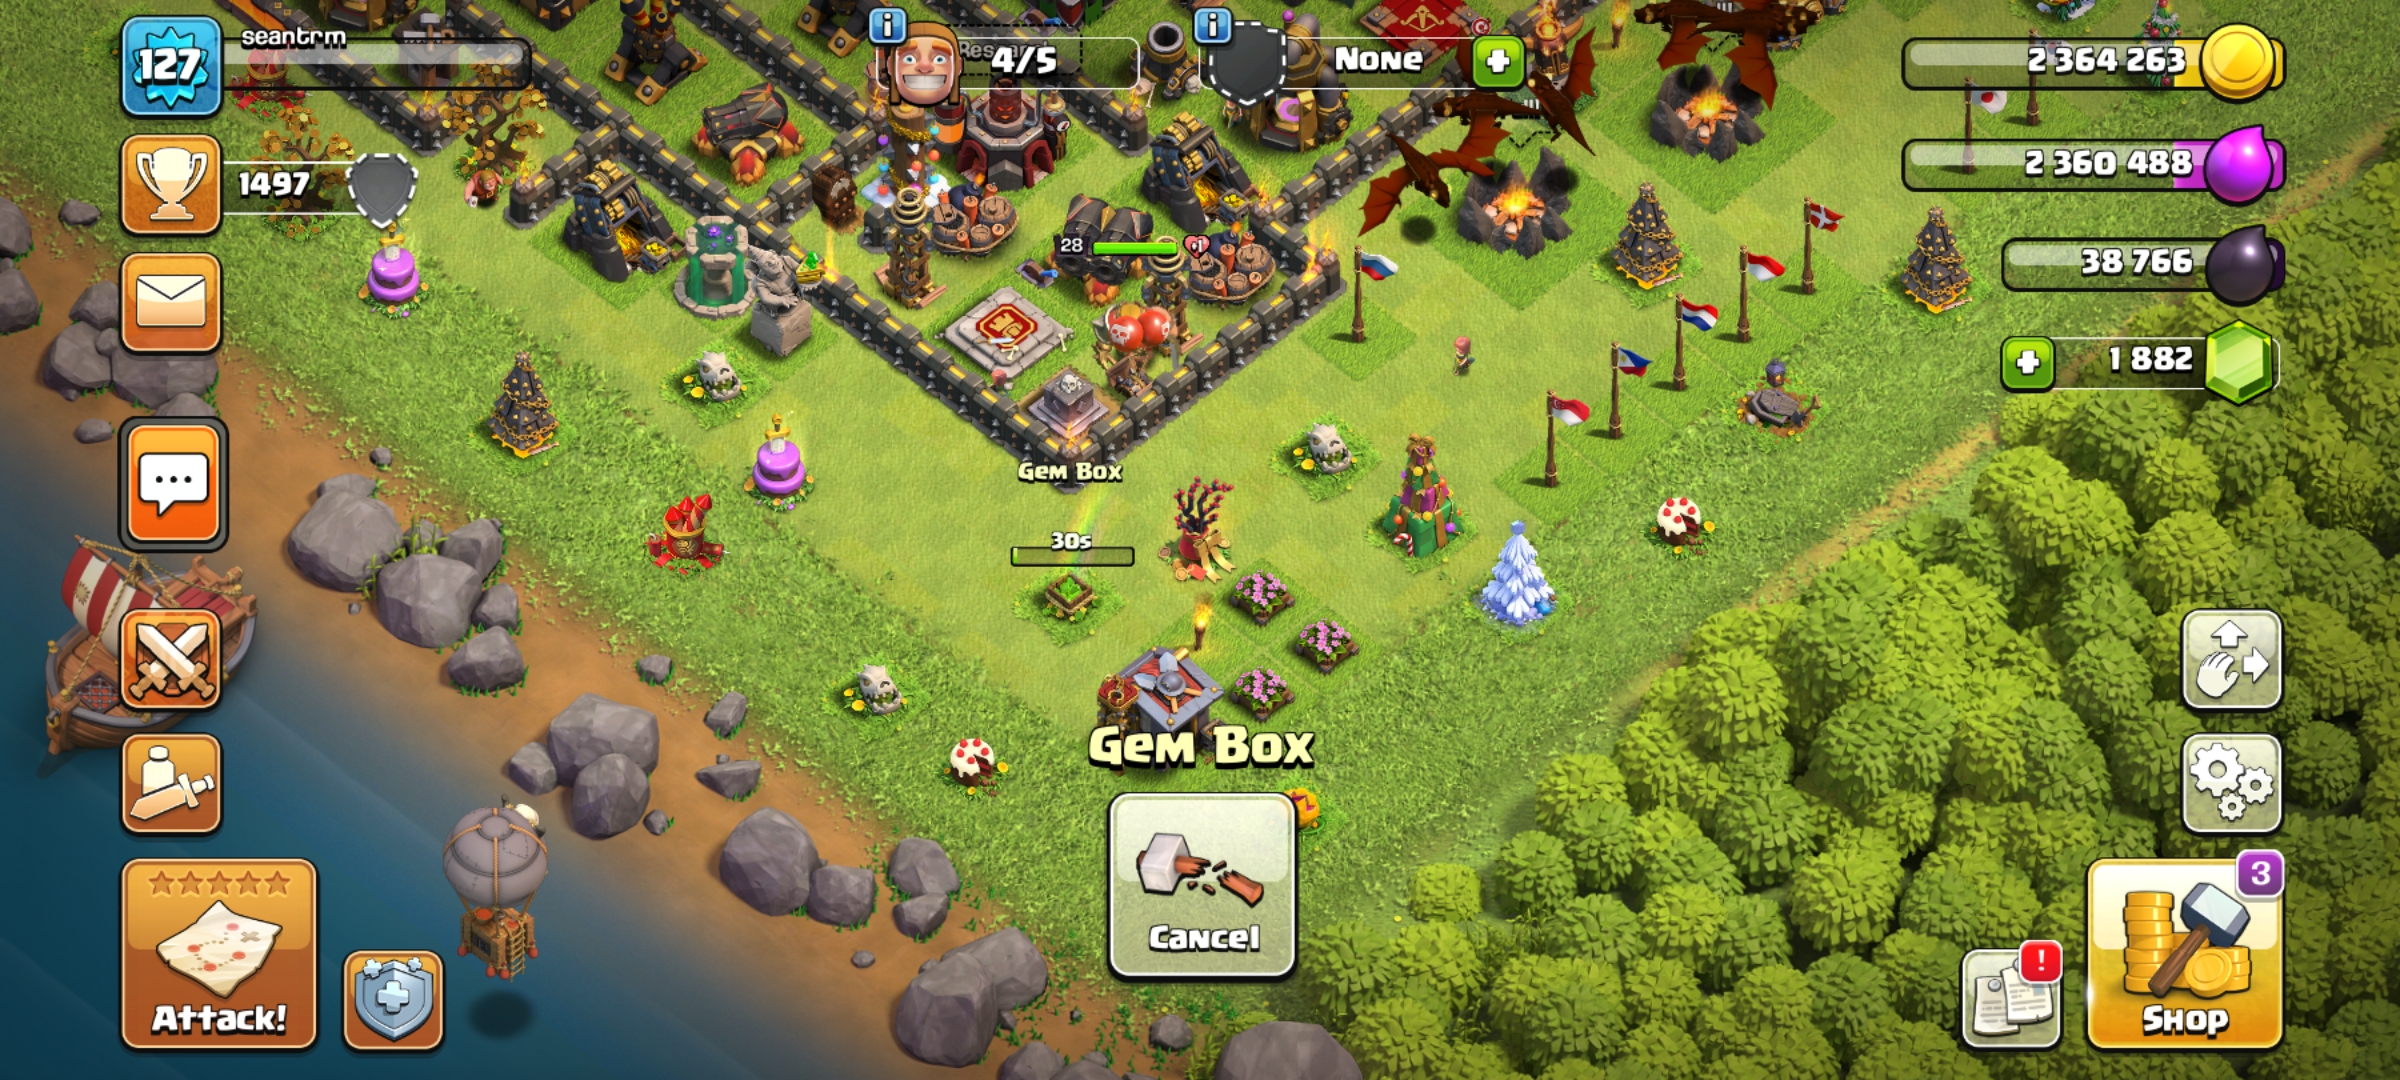 127
seantrm
i
4/5
i
None
2 364 263
1497
2 360 488
28
+1
38 766
1 882
Gem Box
30s
Gem Box
Cancel
Attack!
3
!
Shop